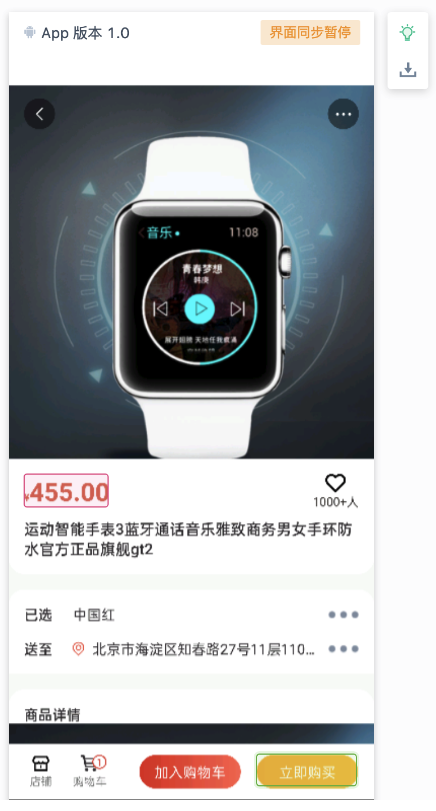 App 版本 1.0
界面同步暂停
音乐
11:08
青春梦想
韩庚
展开翅膀 天地任我疯涌
¥455.00
1000+人
运动智能手表3蓝牙通话音乐雅致商务男女手环防
水官方正品旗舰gt2
已选 中国红
送至 北京市海淀区知春路27号11层110...
商品详情
店铺
1
购物车
加入购物车
立即购买